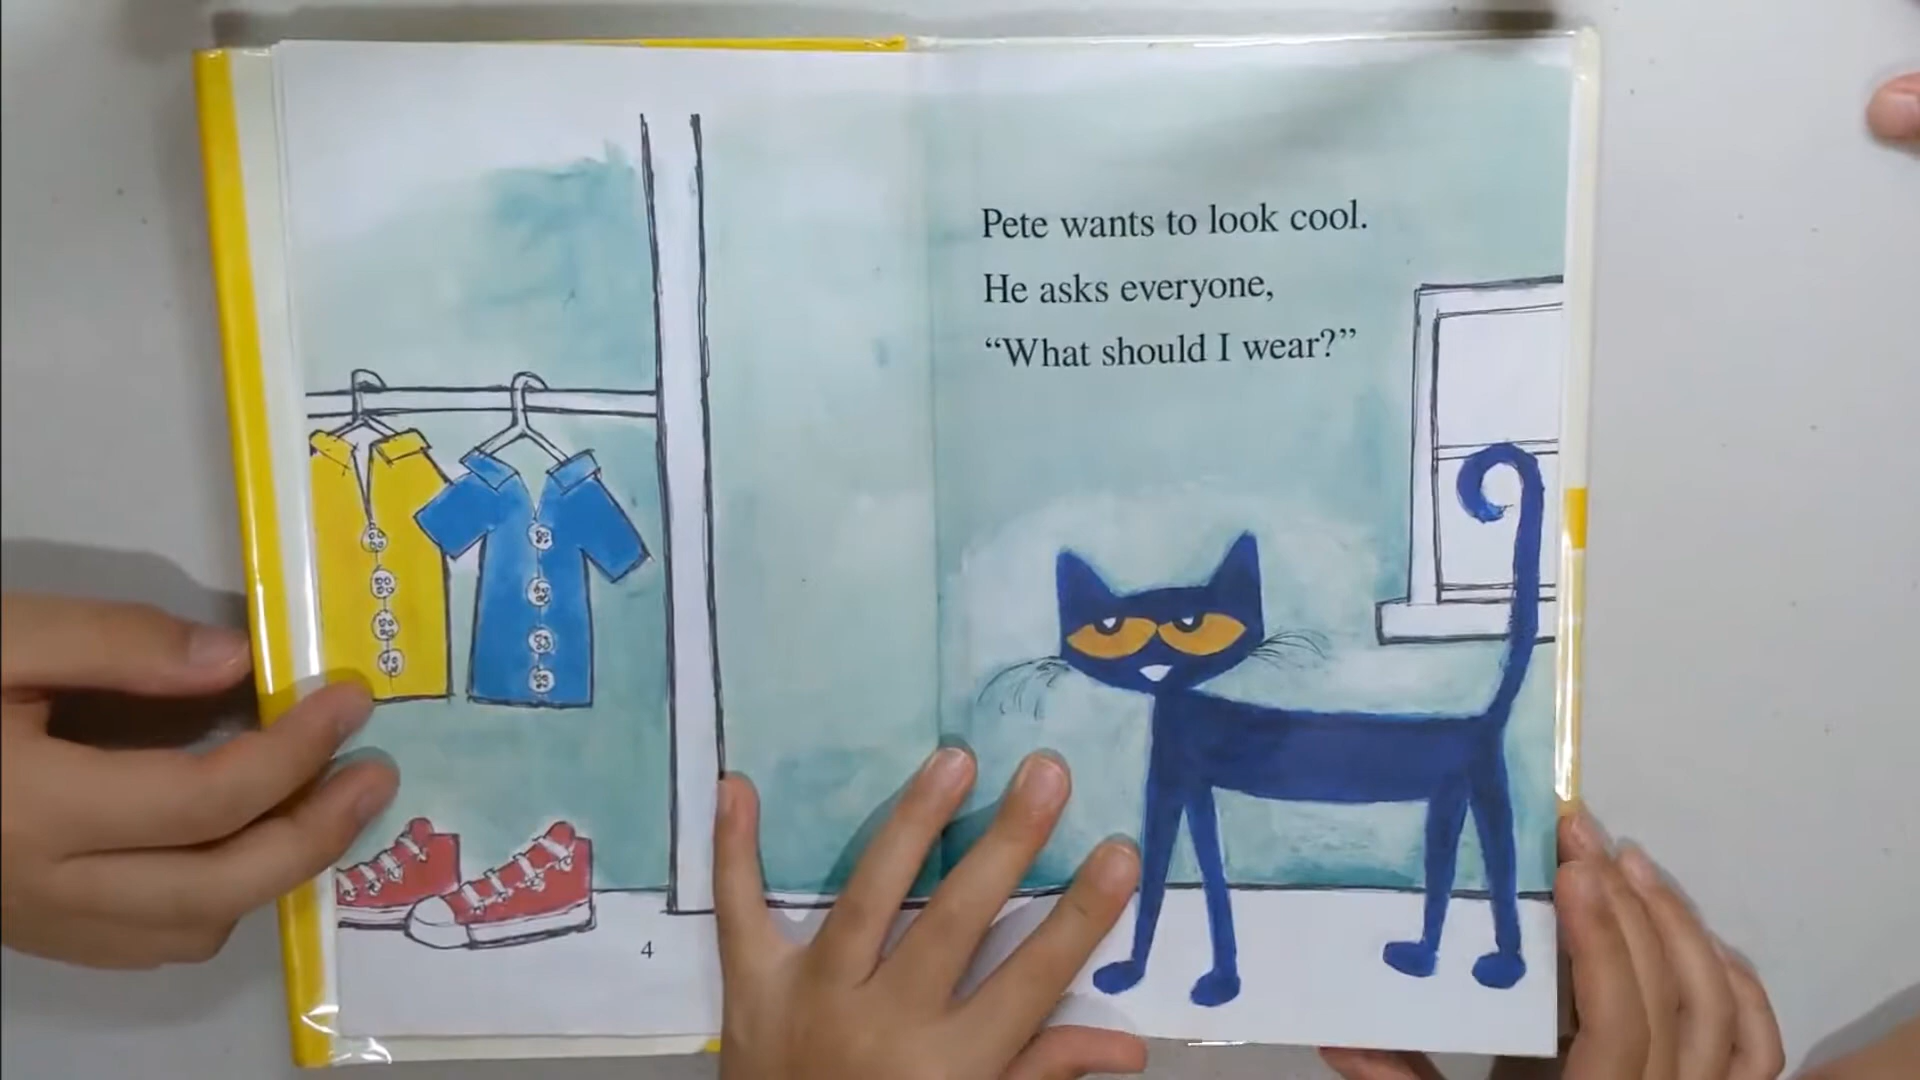 Pete wants to look cool.
He asks everyone,
“What should I wear?”
4